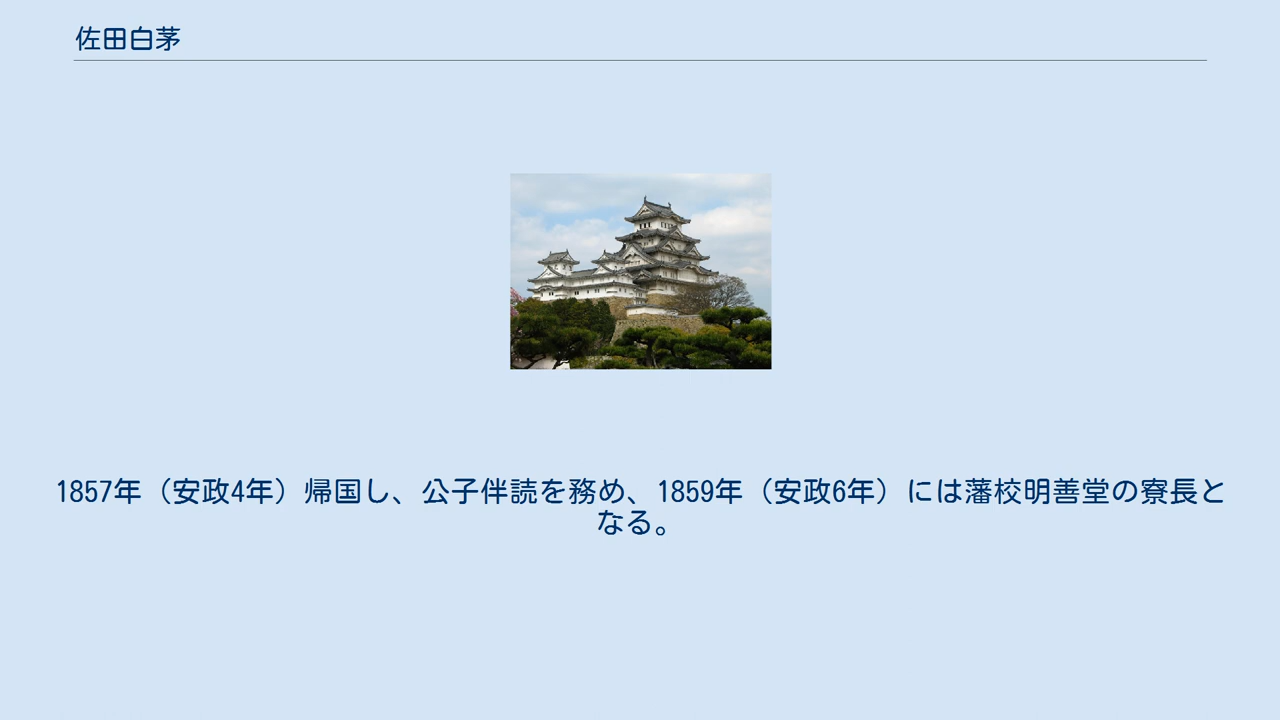 佐田白茅
1857年（安政4年）帰国し、公子伴読を務め、1859年（安政6年）には藩校明善堂の寮長と
なる。